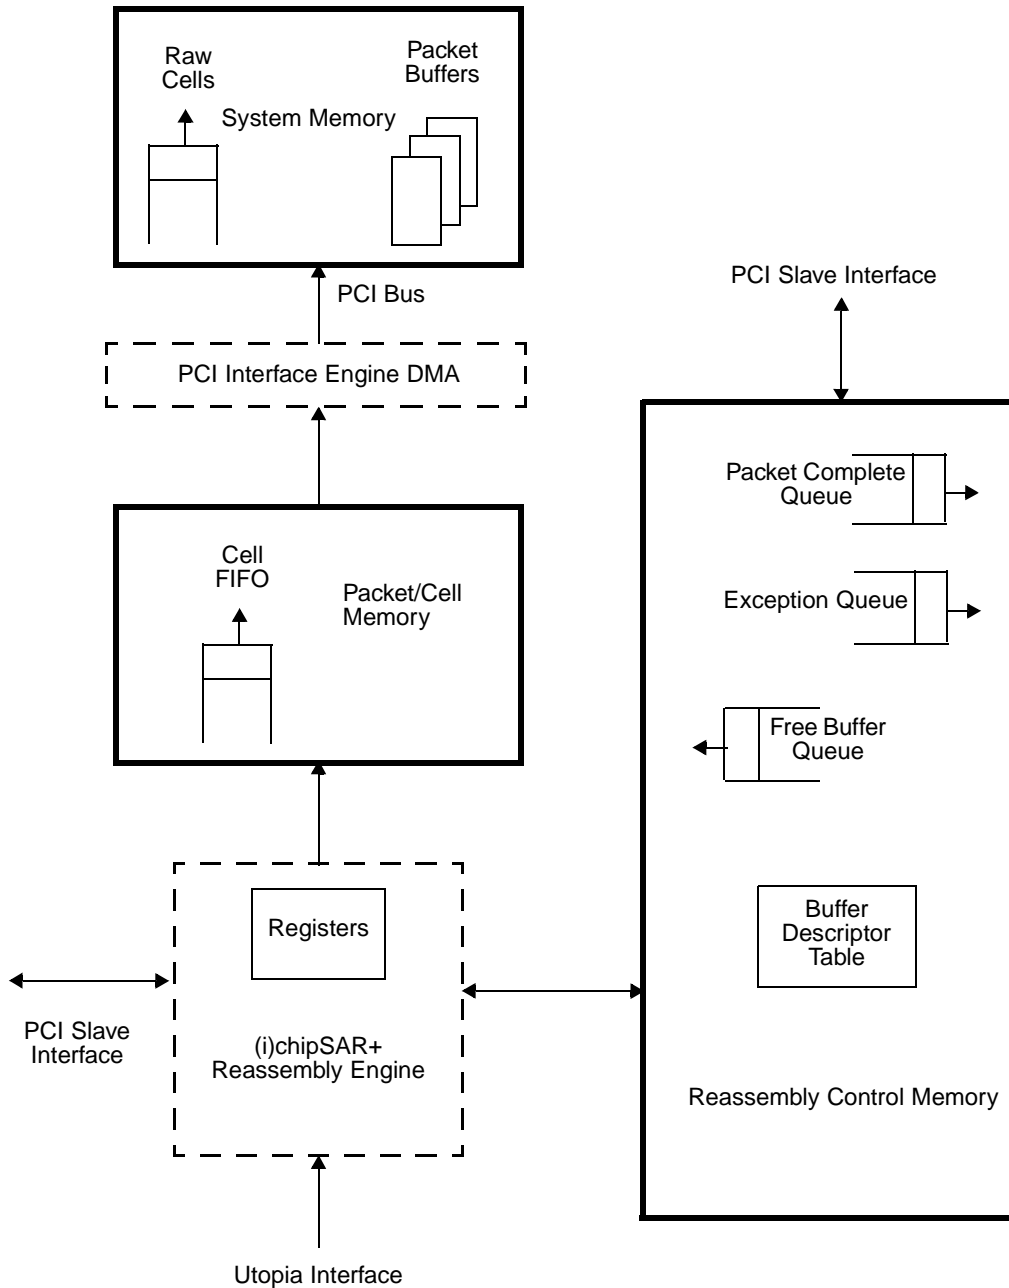 Raw
Cells
Packet
Buffers
System Memory
PCI Bus
PCI Interface Engine DMA
PCI Slave Interface
Packet Complete
Queue
Cell
FIFO
Packet/Cell
Memory
Exception Queue
Free Buffer
Queue
Registers
Buffer
Descriptor
Table
PCI Slave
Interface
(i)chipSAR+
Reassembly Engine
Reassembly Control Memory
Utopia Interface